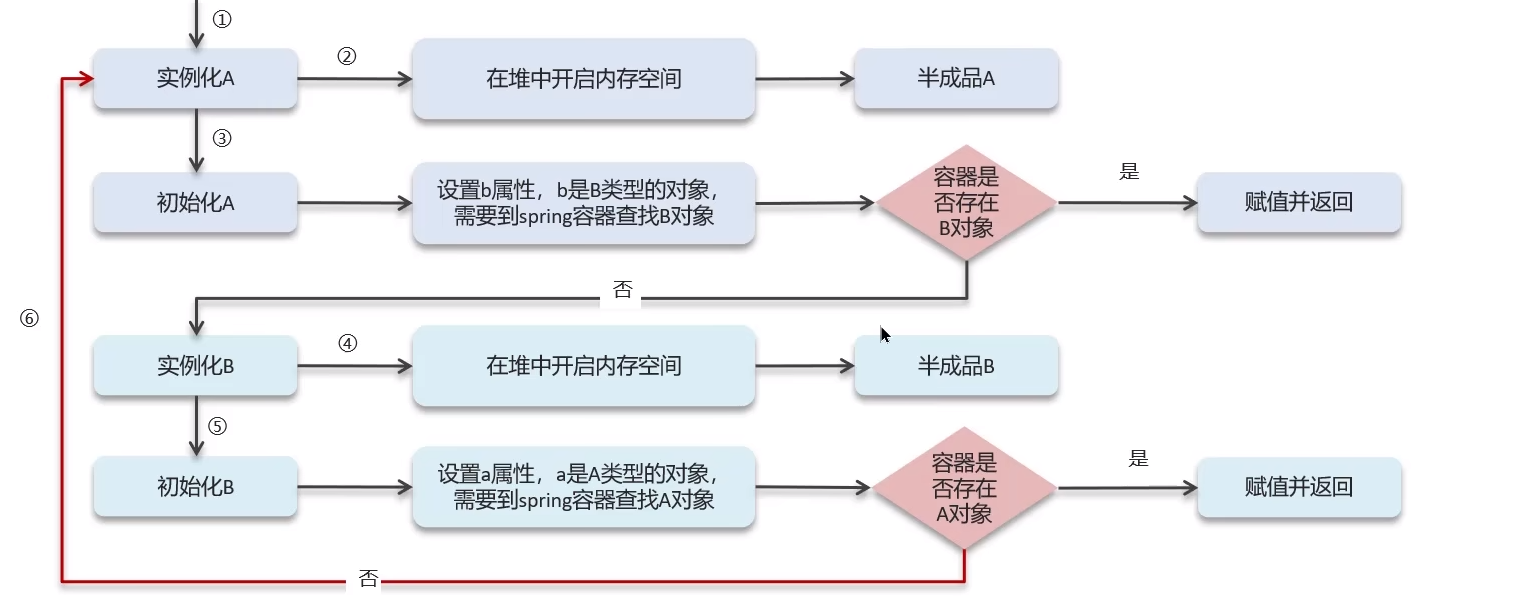 ①
实例化A
②
在堆中开启内存空间
半成品A
③
初始化A
设置b属性，b是B类型的对象，
需要到spring容器查找B对象
容器是
否存在
B对象
是
赋值并返回
否
⑥
实例化B
④
在堆中开启内存空间
半成品B
⑤
初始化B
设置a属性，a是A类型的对象，
需要到spring容器查找A对象
容器是
否存在
A对象
是
赋值并返回
否